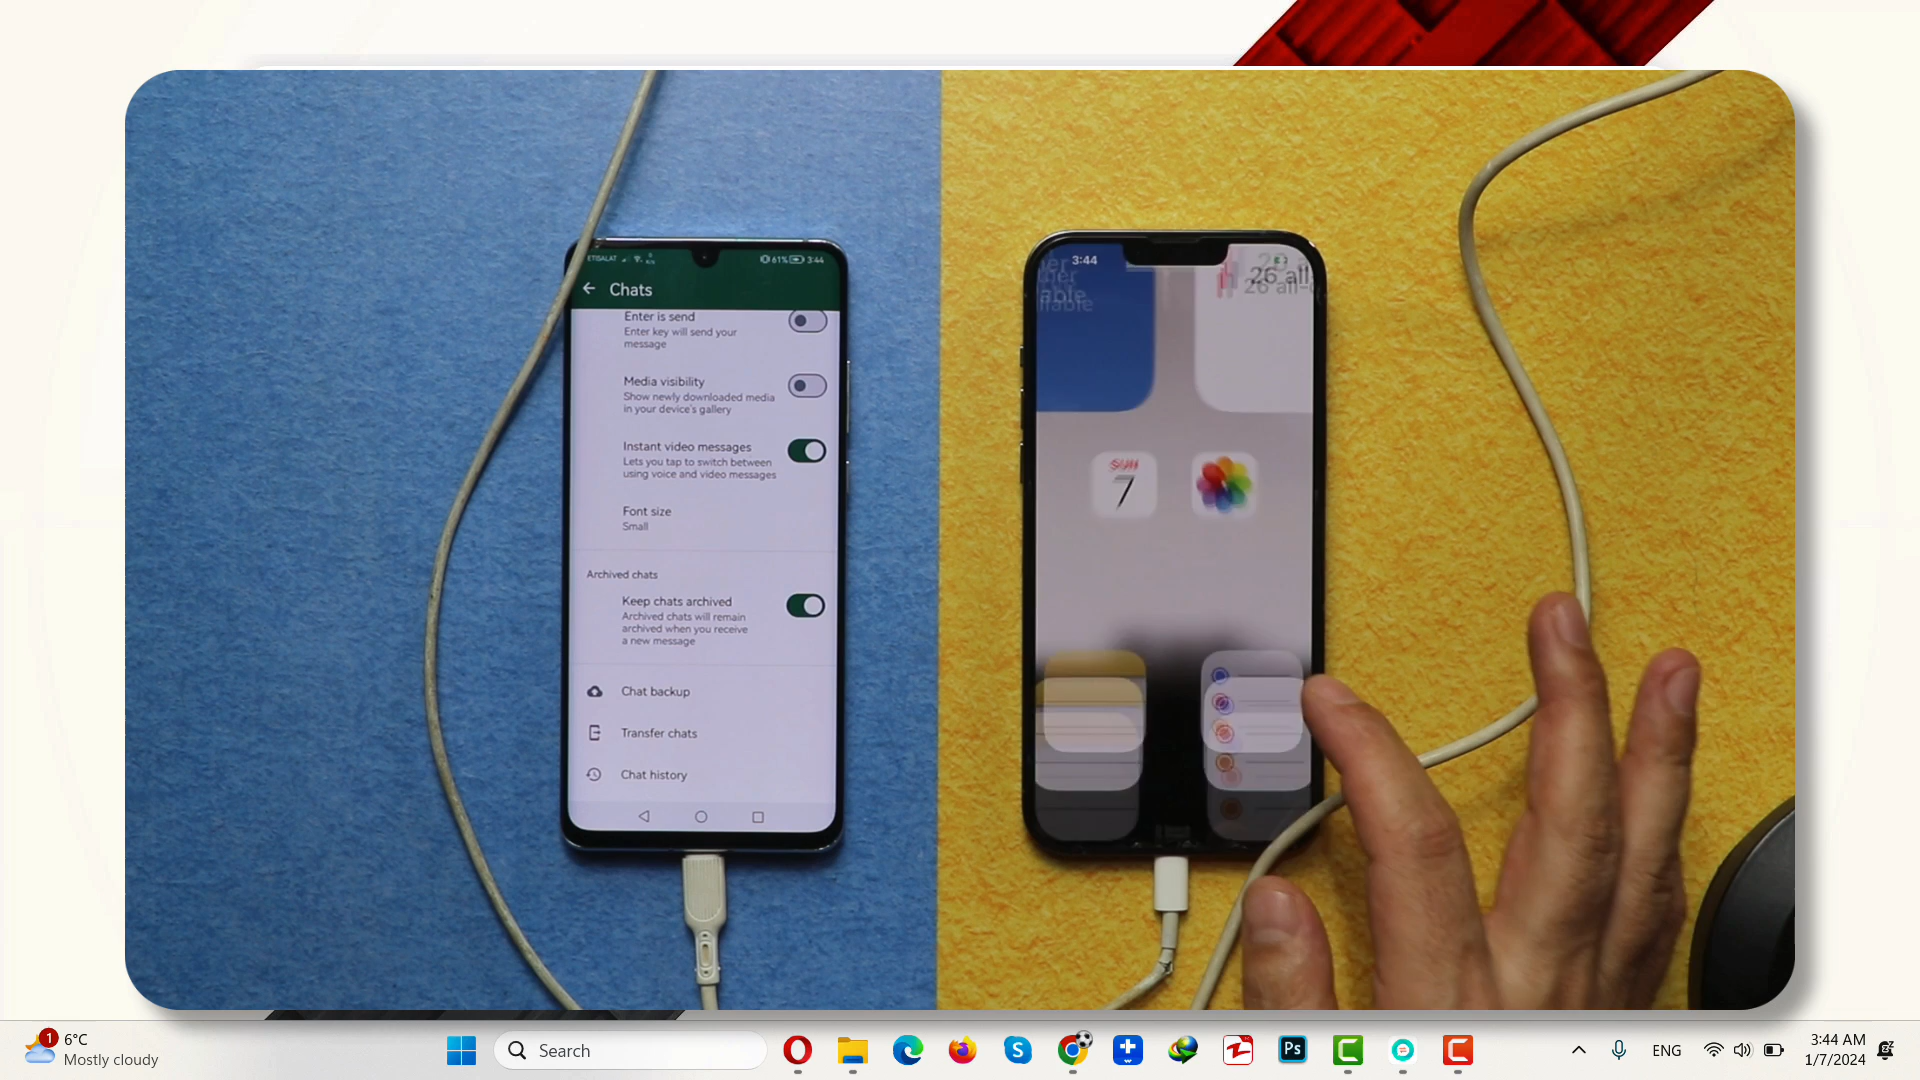 ETISALAT
61% 3:44
Chats
Enter is send
Enter key will send your
message
Media visibility
Show newly downloaded media
in your device's gallery
Instant video messages
Lets you tap to switch between
using voice and video messages
Font size
Small
Archived chats
Keep chats archived
Archived chats will remain
archived when you receive
a new message
Chat backup
Transfer chats
Chat history
3:44
26 all-
SUN
7
1
6°C
Mostly cloudy
Search
Ps
ENG
3:44 AM
1/7/2024